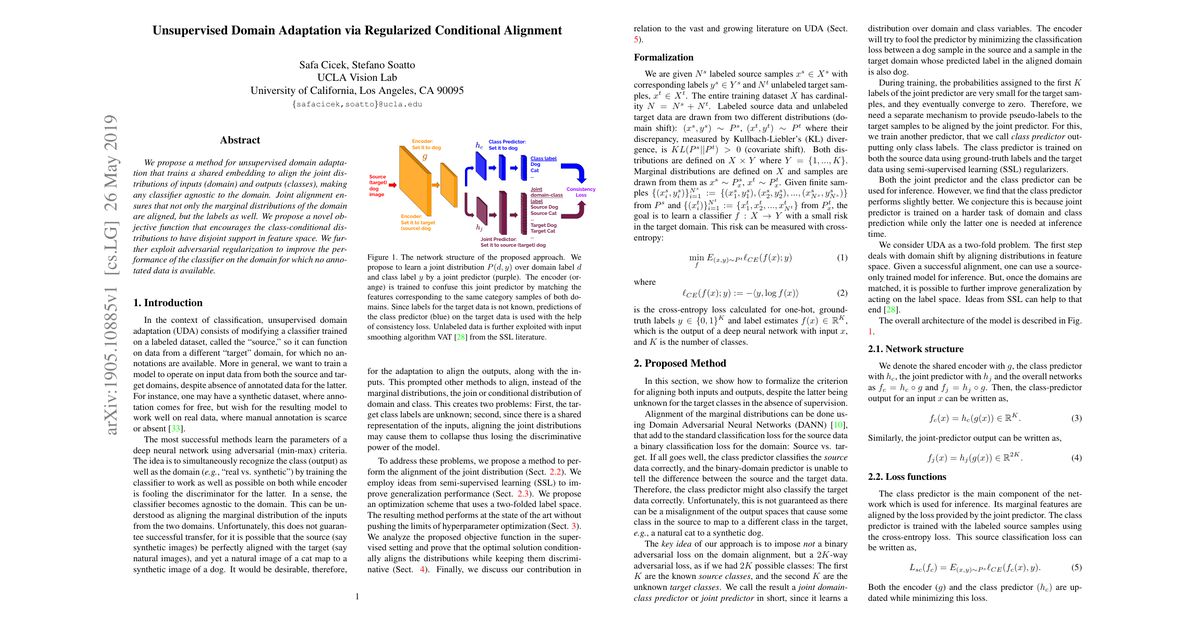 Unsupervised Domain Adaptation via Regularized Conditional Alignment
Safa Cicek, Stefano Soatto
UCLA Vision Lab
University of California, Los Angeles, CA 90095
{safacicek,soatto}@ucla.edu
arXiv:1905.10885v1 [cs.LG] 26 May 2019
Abstract
We propose a method for unsupervised domain adapta-
tion that trains a shared embedding to align the joint dis-
tributions of inputs (domain) and outputs (classes), making
any classifier agnostic to the domain. Joint alignment en-
sures that not only the marginal distributions of the domain
are aligned, but the labels as well. We propose a novel ob-
jective function that encourages the class-conditional dis-
tributions to have disjoint support in feature space. We fur-
ther exploit adversarial regularization to improve the per-
formance of the classifier on the domain for which no anno-
tated data is available.
1. Introduction
In the context of classification, unsupervised domain
adaptation (UDA) consists of modifying a classifier trained
on a labeled dataset, called the “source,” so it can function
on data from a different “target” domain, for which no an-
notations are available. More in general, we want to train a
model to operate on input data from both the source and tar-
get domains, despite absence of annotated data for the latter.
For instance, one may have a synthetic dataset, where anno-
tation comes for free, but wish for the resulting model to
work well on real data, where manual annotation is scarce
or absent [33].
The most successful methods learn the parameters of a
deep neural network using adversarial (min-max) criteria.
The idea is to simultaneously recognize the class (output) as
well as the domain (e.g., “real vs. synthetic”) by training the
classifier to work as well as possible on both while encoder
is fooling the discriminator for the latter. In a sense, the
classifier becomes agnostic to the domain. This can be un-
derstood as aligning the marginal distribution of the inputs
from the two domains. Unfortunately, this does not guaran-
tee successful transfer, for it is possible that the source (say
synthetic images) be perfectly aligned with the target (say
natural images), and yet a natural image of a cat map to a
synthetic image of a dog. It would be desirable, therefore,
Encoder:
Set it to dog
g
Source
(target)
dog
image
Encoder:
Set it to target
(source) dog
h_c
Class Predictor:
Set it to dog
Class label
Dog
Cat
...
Joint
domain-class
label
Source Dog
Source Cat
...
Target Dog
Target Cat
...
Consistency
Loss
h_j
Joint Predictor:
Set it to source (target) dog
Figure 1. The network structure of the proposed approach. We
propose to learn a joint distribution P(d, y) over domain label d
and class label y by a joint predictor (purple). The encoder (or-
ange) is trained to confuse this joint predictor by matching the
features corresponding to the same category samples of both do-
mains. Since labels for the target data is not known, predictions of
the class predictor (blue) on the target data is used with the help
of consistency loss. Unlabeled data is further exploited with input
smoothing algorithm VAT [28] from the SSL literature.
for the adaptation to align the outputs, along with the in-
puts. This prompted other methods to align, instead of the
marginal distributions, the join or conditional distribution of
domain and class. This creates two problems: First, the tar-
get class labels are unknown; second, since there is a shared
representation of the inputs, aligning the joint distributions
may cause them to collapse thus losing the discriminative
power of the model.
To address these problems, we propose a method to per-
form the alignment of the joint distribution (Sect. 2.2). We
employ ideas from semi-supervised learning (SSL) to im-
prove generalization performance (Sect. 2.3). We propose
an optimization scheme that uses a two-folded label space.
The resulting method performs at the state of the art without
pushing the limits of hyperparameter optimization (Sect. 3).
We analyze the proposed objective function in the super-
vised setting and prove that the optimal solution condition-
ally aligns the distributions while keeping them discrimi-
native (Sect. 4). Finally, we discuss our contribution in
1
relation to the vast and growing literature on UDA (Sect.
5).
Formalization
We are given N^s labeled source samples x^s ∈ X^s with
corresponding labels y^s ∈ Y^s and N^t unlabeled target sam-
ples, x^t ∈ X^t. The entire training dataset X has cardinal-
ity N = N^s + N^t. Labeled source data and unlabeled
target data are drawn from two different distributions (do-
main shift): (x^s, y^s) ∼ P^s, (x^t, y^t) ∼ P^t where their
discrepancy, measured by Kullback-Liebler’s (KL) diver-
gence, is KL(P^s||P^t) > 0 (covariate shift). Both dis-
tributions are defined on X × Y where Y = {1, ..., K}.
Marginal distributions are defined on X and samples are
drawn from them as x^s ∼ P^s_x, x^t ∼ P^t_x. Given finite sam-
ples {(x^s_i, y^s_i)}^{N^s}_{i=1} := {(x^s_1, y^s_1), (x^s_2, y^s_2), ..., (x^s_{N^s}, y^s_{N^s})}
from P^s and {(x^t_i)}^{N^t}_{i=1} := {x^t_1, x^t_2, ..., x^t_{N^t}} from P^t_x, the
goal is to learn a classifier f : X → Y with a small risk
in the target domain. This risk can be measured with cross-
entropy:
min_f E_{(x,y)∼P^t} ℓ_{CE}(f(x); y) (1)
where
ℓ_{CE}(f(x); y) := −⟨y, log f(x)⟩ (2)
is the cross-entropy loss calculated for one-hot, ground-
truth labels y ∈ {0, 1}^K and label estimates f(x) ∈ ℝ^K,
which is the output of a deep neural network with input x,
and K is the number of classes.
2. Proposed Method
In this section, we show how to formalize the criterion
for aligning both inputs and outputs, despite the latter being
unknown for the target classes in the absence of supervision.
Alignment of the marginal distributions can be done us-
ing Domain Adversarial Neural Networks (DANN) [10],
that add to the standard classification loss for the source data
a binary classification loss for the domain: Source vs. tar-
get. If all goes well, the class predictor classifies the source
data correctly, and the binary-domain predictor is unable to
tell the difference between the source and the target data.
Therefore, the class predictor might also classify the target
data correctly. Unfortunately, this is not guaranteed as there
can be a misalignment of the output spaces that cause some
class in the source to map to a different class in the target,
e.g., a natural cat to a synthetic dog.
The key idea of our approach is to impose not a binary
adversarial loss on the domain alignment, but a 2K-way
adversarial loss, as if we had 2K possible classes: The first
K are the known source classes, and the second K are the
unknown target classes. We call the result a joint domain-
class predictor or joint predictor in short, since it learns a
distribution over domain and class variables. The encoder
will try to fool the predictor by minimizing the classification
loss between a dog sample in the source and a sample in the
target domain whose predicted label in the aligned domain
is also dog.
During training, the probabilities assigned to the first K
labels of the joint predictor are very small for the target sam-
ples, and they eventually converge to zero. Therefore, we
need a separate mechanism to provide pseudo-labels to the
target samples to be aligned by the joint predictor. For this,
we train another predictor, that we call class predictor out-
putting only class labels. The class predictor is trained on
both the source data using ground-truth labels and the target
data using semi-supervised learning (SSL) regularizers.
Both the joint predictor and the class predictor can be
used for inference. However, we find that the class predictor
performs slightly better. We conjecture this is because joint
predictor is trained on a harder task of domain and class
prediction while only the latter one is needed at inference
time.
We consider UDA as a two-fold problem. The first step
deals with domain shift by aligning distributions in feature
space. Given a successful alignment, one can use a source-
only trained model for inference. But, once the domains are
matched, it is possible to further improve generalization by
acting on the label space. Ideas from SSL can help to that
end [28].
The overall architecture of the model is described in Fig.
1.
2.1. Network structure
We denote the shared encoder with g, the class predictor
with h_c, the joint predictor with h_j and the overall networks
as f_c = h_c ∘ g and f_j = h_j ∘ g. Then, the class-predictor
output for an input x can be written as,
f_c(x) = h_c(g(x)) ∈ ℝ^K. (3)
Similarly, the joint-predictor output can be written as,
f_j(x) = h_j(g(x)) ∈ ℝ^{2K}. (4)
2.2. Loss functions
The class predictor is the main component of the net-
work which is used for inference. Its marginal features are
aligned by the loss provided by the joint predictor. The class
predictor is trained with the labeled source samples using
the cross-entropy loss. This source classification loss can
be written as,
L_{sc}(f_c) = E_{(x,y)∼P^s} ℓ_{CE}(f_c(x), y). (5)
Both the encoder (g) and the class predictor (h_c) are up-
dated while minimizing this loss.